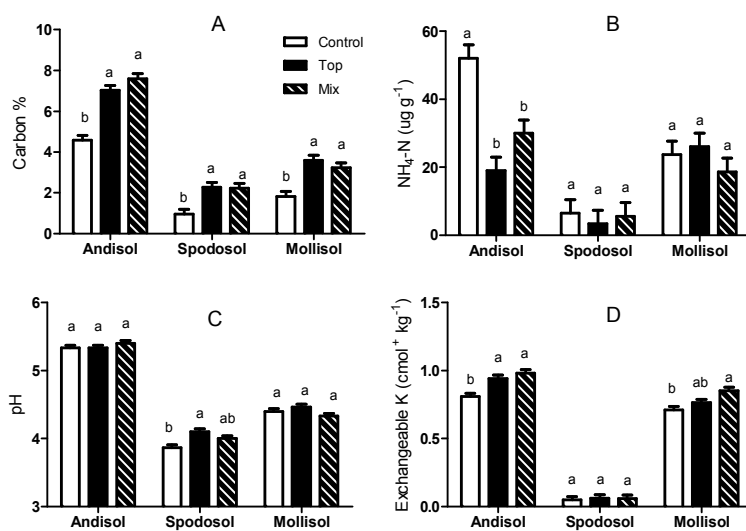 A
Control
Top
Mix
Carbon %
10
8
6
4
2
0
b a a
b a a
b a a
Andisol Spodosol Mollisol
B
NH4-N (ug g-1)
60
40
20
0
a b b
a a a
a a a
Andisol Spodosol Mollisol
C
pH
6
5
4
3
a a a
b a ab
a a a
Andisol Spodosol Mollisol
D
Exchangeable K (cmol+ kg-1)
1.5
1.0
0.5
0.0
b a a
a a a
b ab a
Andisol Spodosol Mollisol